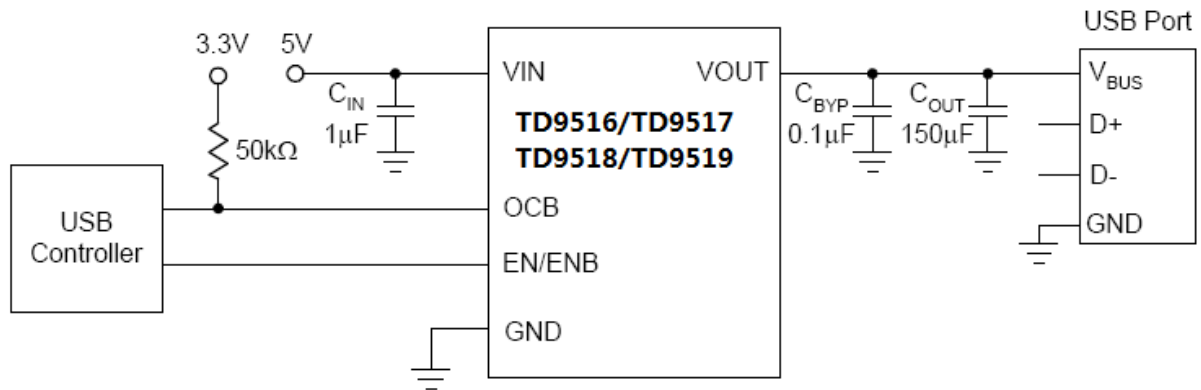 USB Port
3.3V
5V
VIN
VOUT
V_BUS
C_IN
1µF
C_BYP
0.1µF
C_OUT
150µF
TD9516/TD9517
TD9518/TD9519
D+
50kΩ
D-
OCB
USB
Controller
GND
EN/ENB
GND